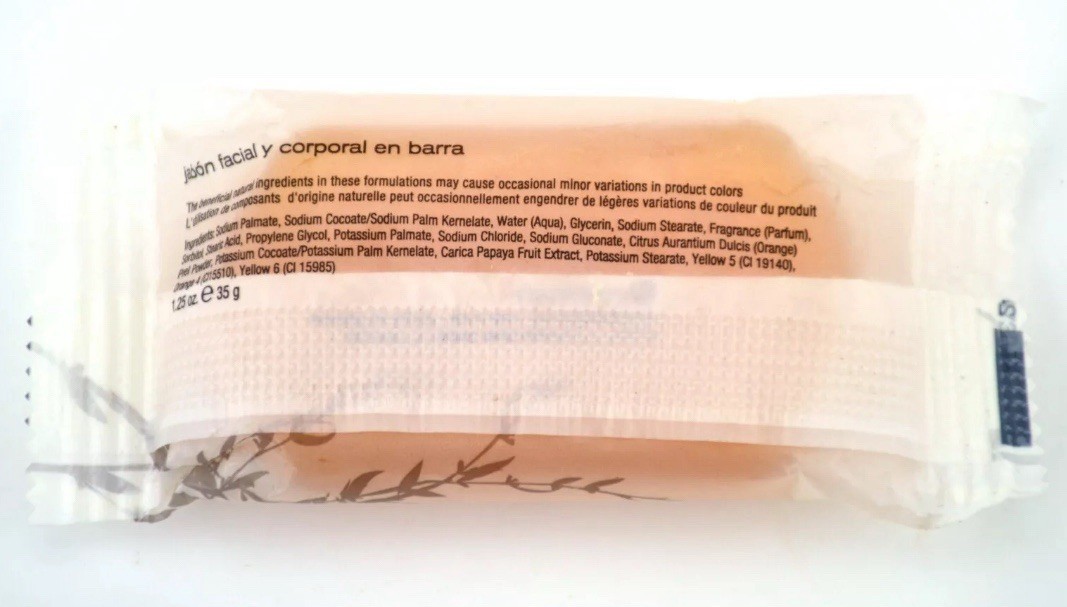 jabón facial y corporal en barra
The beneficial natural ingredients in these formulations may cause occasional minor variations in product colors
L'utilisation de composants d'origine naturelle peut occasionnellement engendrer de légères variations de couleur du produit
Ingredients: Sodium Palmate, Sodium Cocoate/Sodium Palm Kernelate, Water (Aqua), Glycerin, Sodium Stearate, Fragrance (Parfum),
Sorbitol, Stearic Acid, Propylene Glycol, Potassium Palmate, Sodium Chloride, Sodium Gluconate, Citrus Aurantium Dulcis (Orange)
Peel Powder, Potassium Cocoate/Potassium Palm Kernelate, Carica Papaya Fruit Extract, Potassium Stearate, Yellow 5 (CI 19140),
Orange 4 (CI15510), Yellow 6 (CI 15985)
1.25 oz. e 35 g